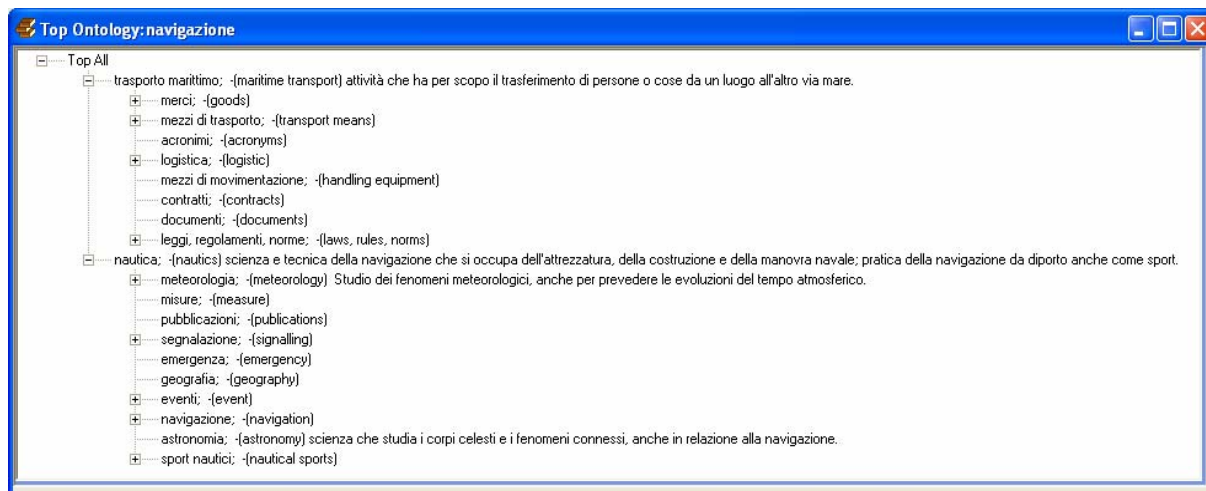 Top Ontology:navigazione
Top All
trasporto marittimo; -(maritime transport) attività che ha per scopo il trasferimento di persone o cose da un luogo all'altro via mare.
merci; -(goods)
mezzi di trasporto; -(transport means)
acronimi; -(acronyms)
logistica; -(logistic)
mezzi di movimentazione; -(handling equipment)
contratti; -(contracts)
documenti; -(documents)
leggi, regolamenti, norme; -(laws, rules, norms)
nautica; -(nautics) scienza e tecnica della navigazione che si occupa dell'attrezzatura, della costruzione e della manovra navale; pratica della navigazione da diporto anche come sport.
meteorologia; -(meteorology) Studio dei fenomeni meteorologici, anche per prevedere le evoluzioni del tempo atmosferico.
misure; -(measure)
pubblicazioni; -(publications)
segnalazione; -(signalling)
emergenza; -(emergency)
geografia; -(geography)
eventi; -(event)
navigazione; -(navigation)
astronomia; -(astronomy) scienza che studia i corpi celesti e i fenomeni connessi, anche in relazione alla navigazione.
sport nautici; -(nautical sports)